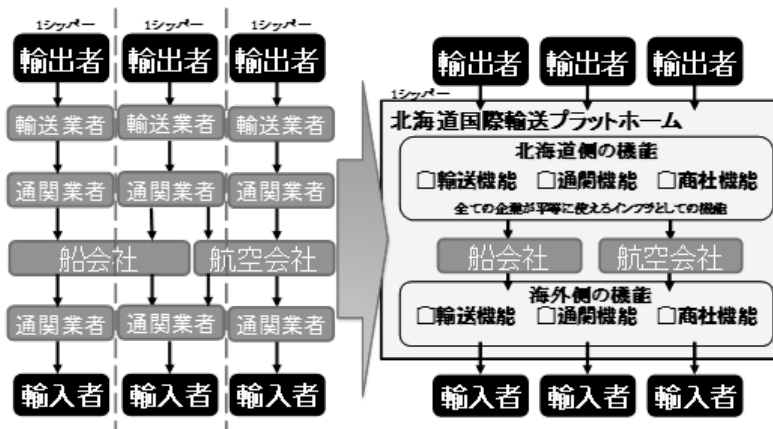 1シッパー 1シッパー 1シッパー
輸出者 輸出者 輸出者
輸送業者 輸送業者 輸送業者
通関業者 通関業者 通関業者
船会社 航空会社
通関業者 通関業者 通関業者
輸入者 輸入者 輸入者
輸出者 輸出者 輸出者
1シッパー
北海道国際輸送プラットホーム
北海道側の機能
□輸送機能 □通関機能 □商社機能
全ての企業が平等に使えるインフラとしての機能
船会社 航空会社
海外側の機能
□輸送機能 □通関機能 □商社機能
輸入者 輸入者 輸入者